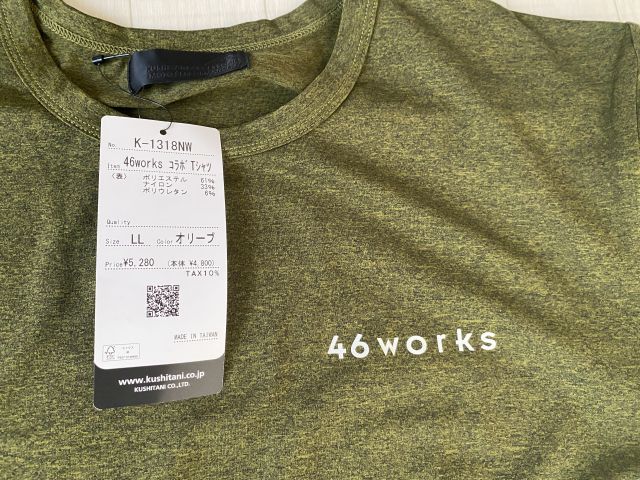 No. K-1318NW
Item 46works コラボTシャツ
(表) ポリエステル 61%
ナイロン 33%
ポリウレタン 6%
Quality
Size LL Color オリーブ
Price ¥5,280 (本体 ¥4,800)
TAX10%
MADE IN TAIWAN
FSC
www.kushitani.co.jp
KUSHITANI CO.,LTD.
46works